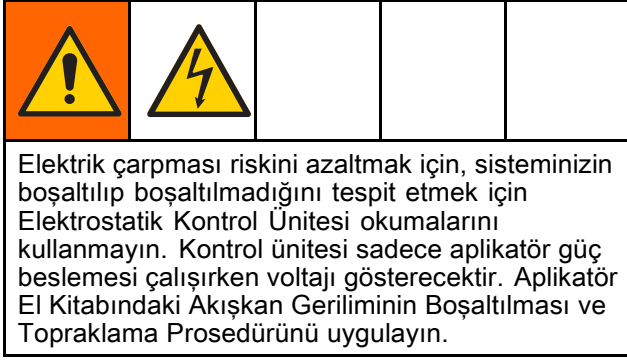 Elektrik çarpması riskini azaltmak için, sisteminizin
boşaltılıp boşaltılmadığını tespit etmek için
Elektrostatik Kontrol Ünitesi okumalarını
kullanmayın. Kontrol ünitesi sadece aplikatör güç
beslemesi çalışırken voltajı gösterecektir. Aplikatör
El Kitabındaki Akışkan Geriliminin Boşaltılması ve
Topraklama Prosedürünü uygulayın.